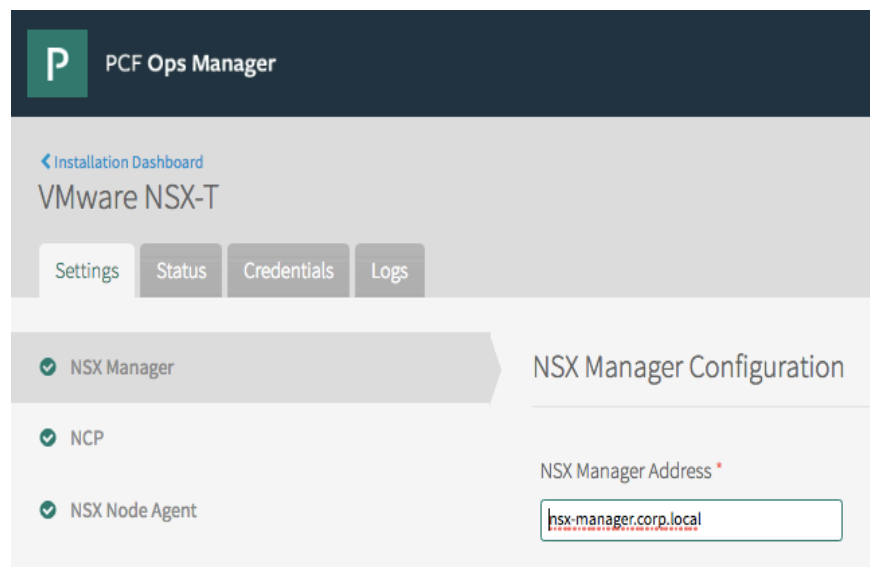 P PCF Ops Manager
Installation Dashboard
VMware NSX-T
Settings Status Credentials Logs
NSX Manager
NSX Manager Configuration
NCP
NSX Manager Address *
NSX Node Agent
nsx-manager.corp.local